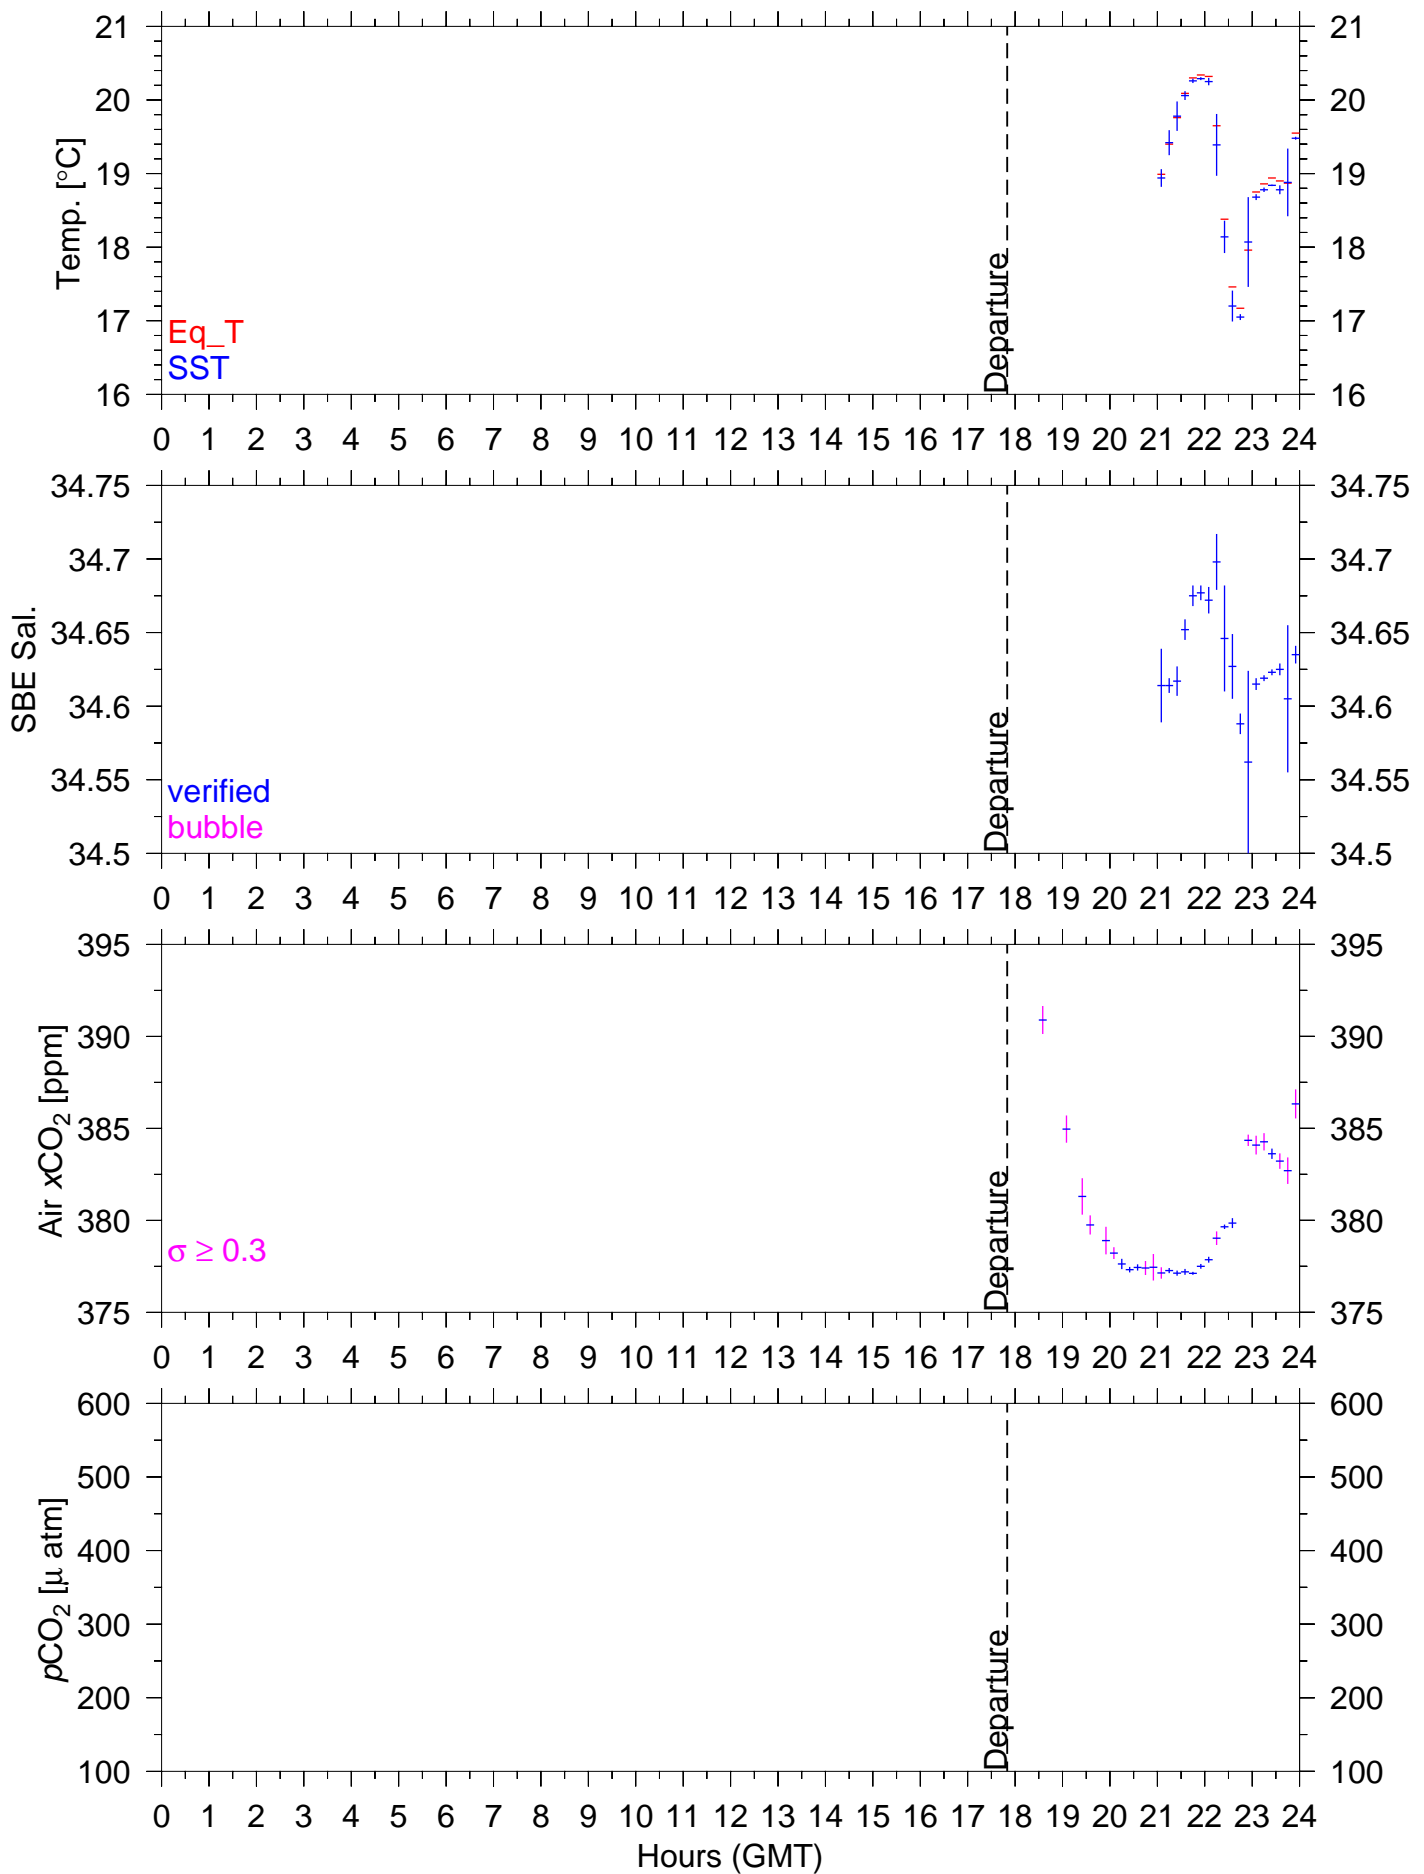 21 21
20 20
19 19
18 18
17 17
16 16
Temp. [°C]
Eq_T
SST
Departure
0 1 2 3 4 5 6 7 8 9 10 11 12 13 14 15 16 17 18 19 20 21 22 23 24
34.75 34.75
34.7 34.7
34.65 34.65
34.6 34.6
34.55 34.55
34.5 34.5
SBE Sal.
verified
bubble
Departure
0 1 2 3 4 5 6 7 8 9 10 11 12 13 14 15 16 17 18 19 20 21 22 23 24
395 395
390 390
385 385
380 380
375 375
Air xCO₂ [ppm]
σ ≥ 0.3
Departure
0 1 2 3 4 5 6 7 8 9 10 11 12 13 14 15 16 17 18 19 20 21 22 23 24
600 600
500 500
400 400
300 300
200 200
100 100
pCO₂ [μ atm]
Departure
0 1 2 3 4 5 6 7 8 9 10 11 12 13 14 15 16 17 18 19 20 21 22 23 24
Hours (GMT)